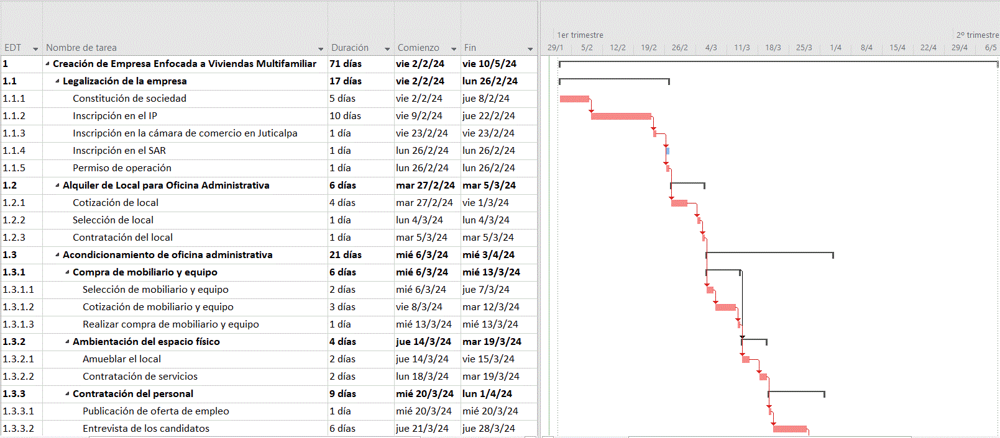 1er trimestre 2º trimestre
EDT Nombre de tarea Duración Comienzo Fin 29/1 5/2 12/2 19/2 26/2 4/3 11/3 18/3 25/3 1/4 8/4 15/4 22/4 29/4 6/5
1 Creación de Empresa Enfocada a Viviendas Multifamiliar 71 días vie 2/2/24 vie 10/5/24
1.1 Legalización de la empresa 17 días vie 2/2/24 lun 26/2/24
1.1.1 Constitución de sociedad 5 días vie 2/2/24 jue 8/2/24
1.1.2 Inscripción en el IP 10 días vie 9/2/24 jue 22/2/24
1.1.3 Inscripción en la cámara de comercio en Juticalpa 1 día vie 23/2/24 vie 23/2/24
1.1.4 Inscripción en el SAR 1 día lun 26/2/24 lun 26/2/24
1.1.5 Permiso de operación 1 día lun 26/2/24 lun 26/2/24
1.2 Alquiler de Local para Oficina Administrativa 6 días mar 27/2/24 mar 5/3/24
1.2.1 Cotización de local 4 días mar 27/2/24 vie 1/3/24
1.2.2 Selección de local 1 día lun 4/3/24 lun 4/3/24
1.2.3 Contratación del local 1 día mar 5/3/24 mar 5/3/24
1.3 Acondicionamiento de oficina administrativa 21 días mié 6/3/24 mié 3/4/24
1.3.1 Compra de mobiliario y equipo 6 días mié 6/3/24 mié 13/3/24
1.3.1.1 Selección de mobiliario y equipo 2 días mié 6/3/24 jue 7/3/24
1.3.1.2 Cotización de mobiliario y equipo 3 días vie 8/3/24 mar 12/3/24
1.3.1.3 Realizar compra de mobiliario y equipo 1 día mié 13/3/24 mié 13/3/24
1.3.2 Ambientación del espacio físico 4 días jue 14/3/24 mar 19/3/24
1.3.2.1 Amueblar el local 2 días jue 14/3/24 vie 15/3/24
1.3.2.2 Contratación de servicios 2 días lun 18/3/24 mar 19/3/24
1.3.3 Contratación del personal 9 días mié 20/3/24 lun 1/4/24
1.3.3.1 Publicación de oferta de empleo 1 día mié 20/3/24 mié 20/3/24
1.3.3.2 Entrevista de los candidatos 6 días jue 21/3/24 jue 28/3/24